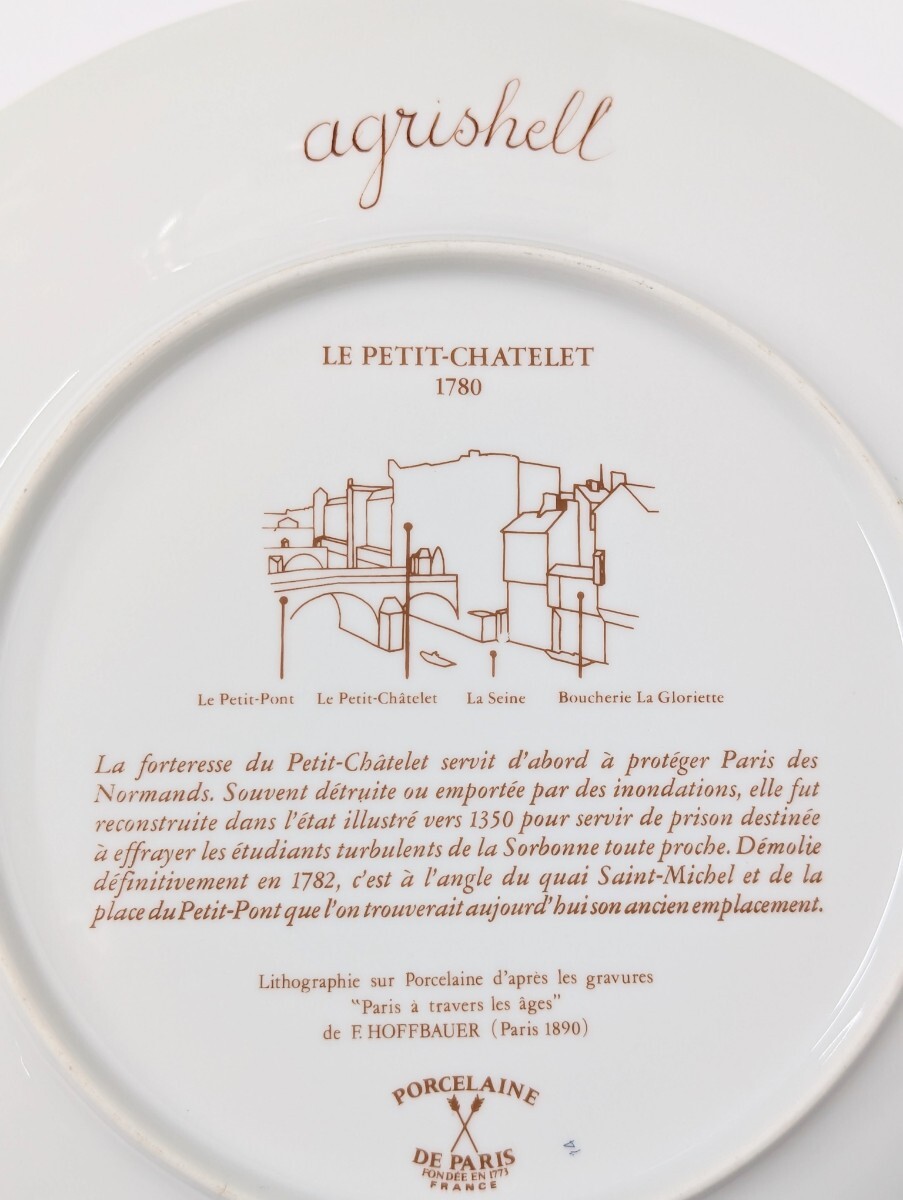 agrishell
LE PETIT-CHATELET
1780
Le Petit-Pont Le Petit-Châtelet La Seine Boucherie La Gloriette
La forteresse du Petit-Châtelet servit d'abord à protéger Paris des
Normands. Souvent détruite ou emportée par des inondations, elle fut
reconstruite dans l'état illustré vers 1350 pour servir de prison destinée
à effrayer les étudiants turbulents de la Sorbonne toute proche. Démolie
définitivement en 1782, c'est à l'angle du quai Saint-Michel et de la
place du Petit-Pont que l'on trouverait aujourd'hui son ancien emplacement.
Lithographie sur Porcelaine d'après les gravures
"Paris à travers les âges"
de F. HOFFBAUER (Paris 1890)
PORCELAINE
DE PARIS
FONDÉE EN 1773
FRANCE